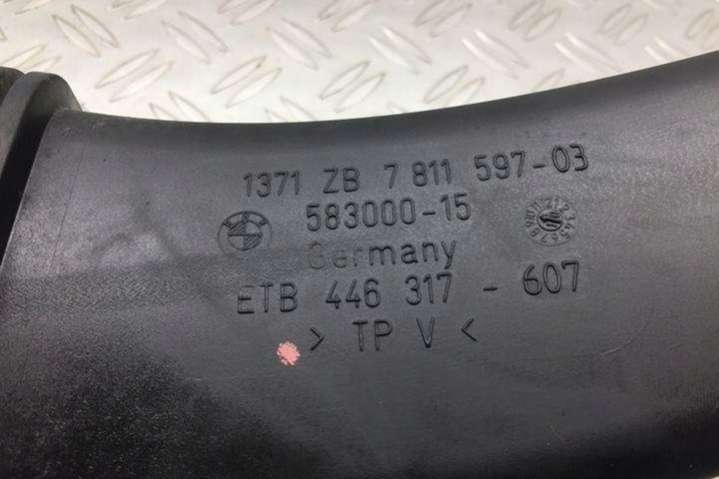 1371 ZB 7 811 597-03
583000-15
Germany
ETB 446 317 - 607
> TP V <